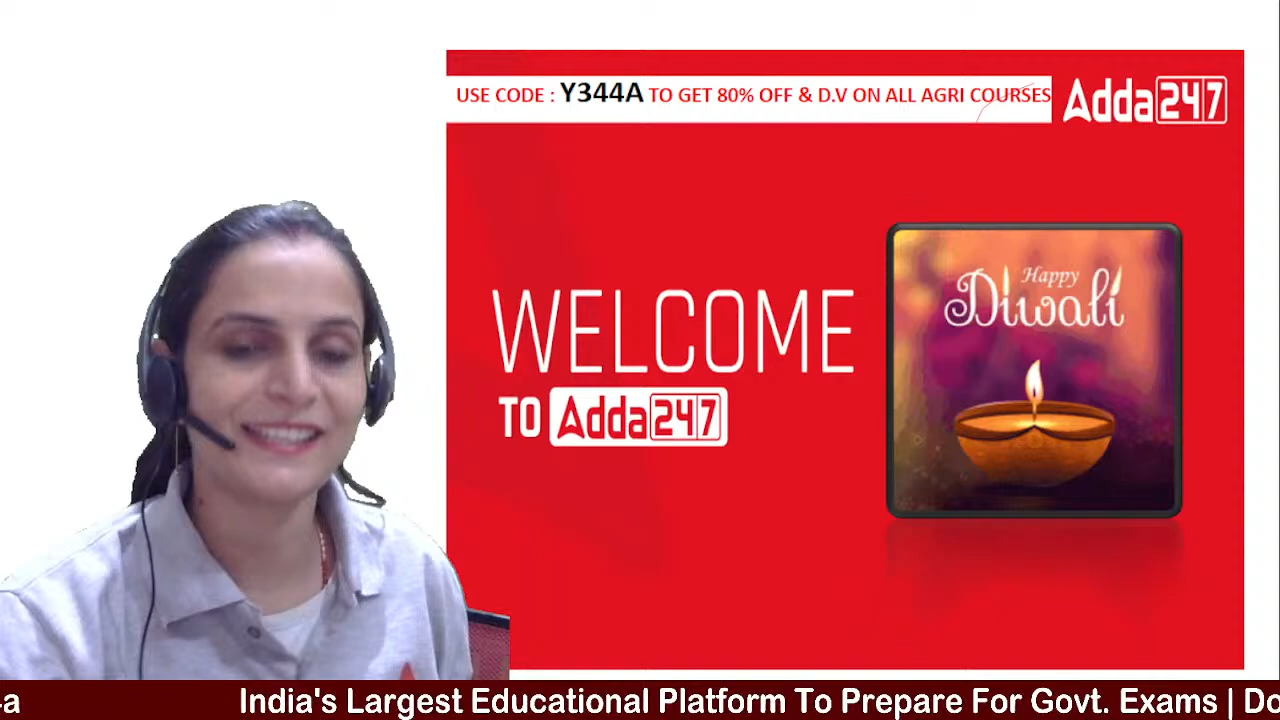 USE CODE : Y344A TO GET 80% OFF & D.V ON ALL AGRI COURSES
Adda247
WELCOME
TO Adda247
Happy
Diwali
4a India's Largest Educational Platform To Prepare For Govt. Exams | Do